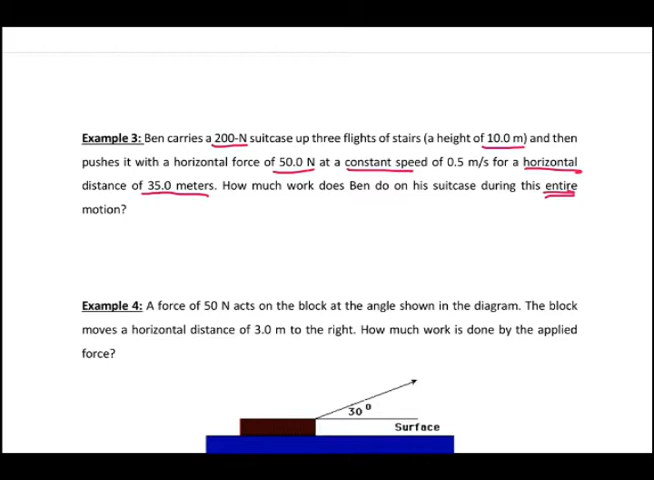 Example 3: Ben carries a 200-N suitcase up three flights of stairs (a height of 10.0 m) and then
pushes it with a horizontal force of 50.0 N at a constant speed of 0.5 m/s for a horizontal
distance of 35.0 meters. How much work does Ben do on his suitcase during this entire
motion?
Example 4: A force of 50 N acts on the block at the angle shown in the diagram. The block
moves a horizontal distance of 3.0 m to the right. How much work is done by the applied
force?
30⁰
Surface